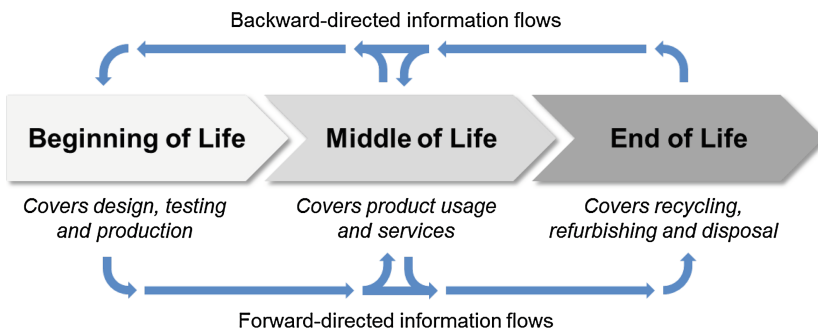 Backward-directed information flows
Beginning of Life
Middle of Life
End of Life
Covers design, testing
and production
Covers product usage
and services
Covers recycling,
refurbishing and disposal
Forward-directed information flows